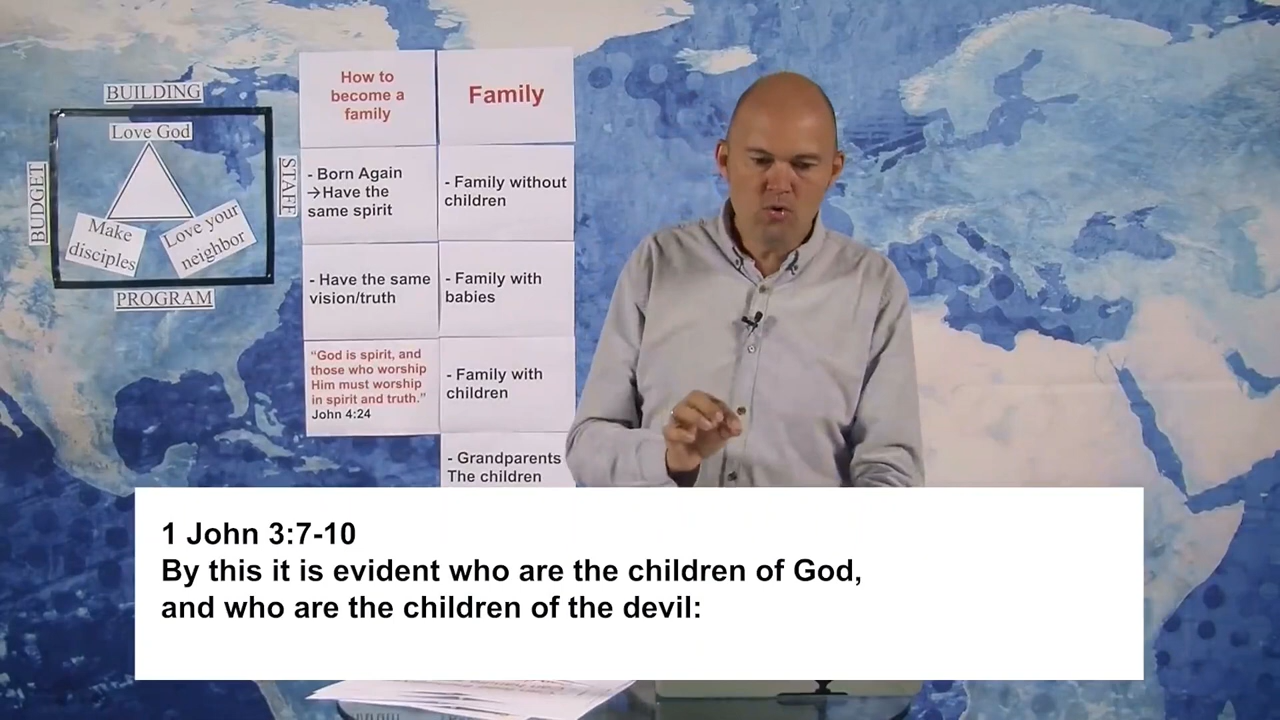 BUILDING
Love God
BUDGET
STAFF
Make
disciples
Love your
neighbor
PROGRAM
How to
become a
family
- Born Again
→Have the
same spirit
- Have the same
vision/truth
“God is spirit, and
those who worship
Him must worship
in spirit and truth.”
John 4:24
Family
- Family without
children
- Family with
babies
- Family with
children
- Grandparents
The children
1 John 3:7-10
By this it is evident who are the children of God,
and who are the children of the devil: